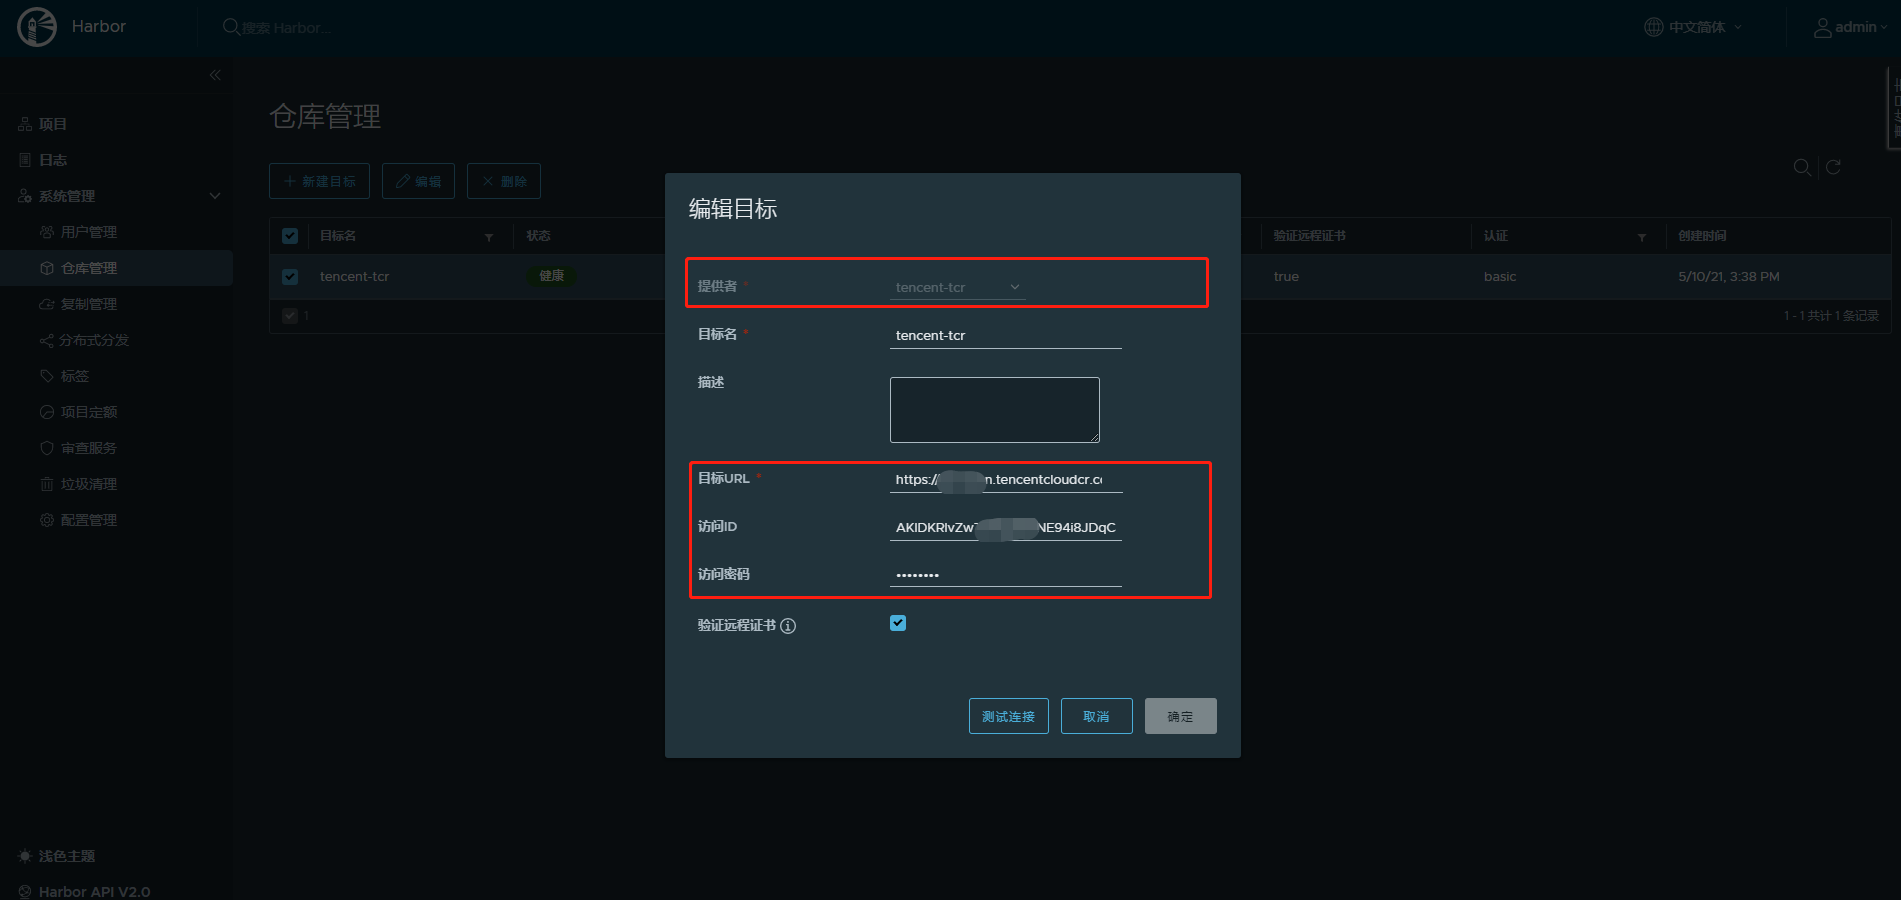 Harbor
搜索 Harbor...
中文简体
admin
项目
日志
系统管理
用户管理
仓库管理
复制管理
分布式分发
标签
项目定额
审查服务
垃圾清理
配置管理
浅色主题
Harbor API V2.0
仓库管理
新建目标
编辑
删除
目标名
状态
验证远程证书
认证
创建时间
tencent-tcr
健康
true
basic
5/10/21, 3:38 PM
1
1 - 1 共计 1 条记录
编辑目标
提供者 *
tencent-tcr
目标名 *
tencent-tcr
描述
目标URL *
https:// n.tencentcloudcr.c
访问ID
AKIDKRlvZw NE94i8JDqC
访问密码
••••••••
验证远程证书
测试连接
取消
确定